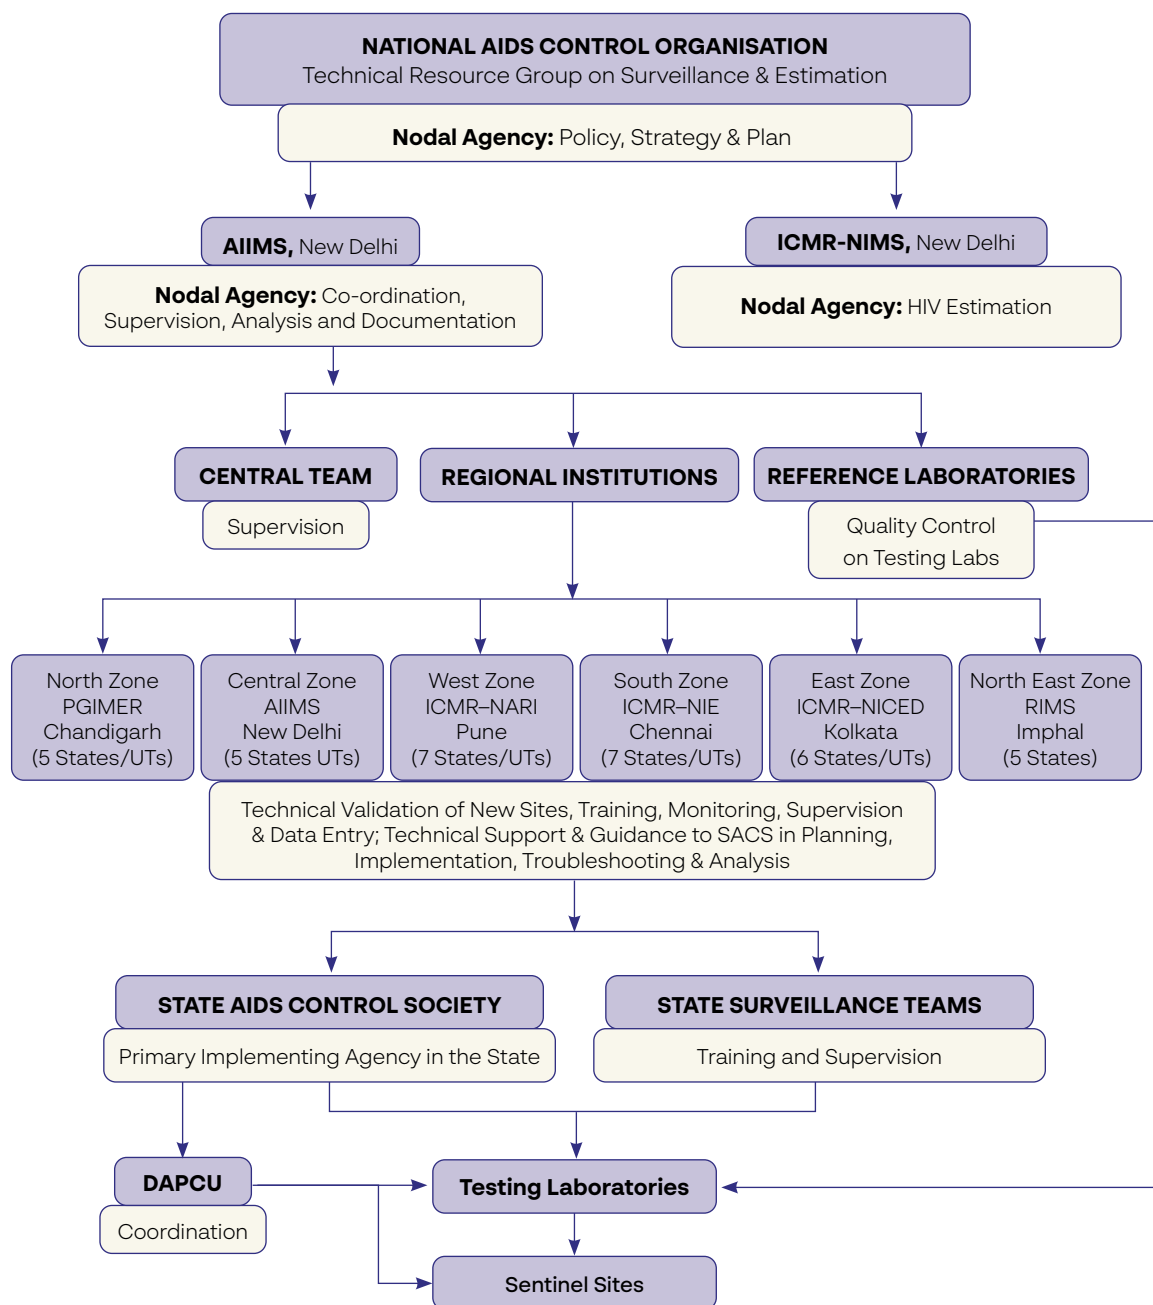 NATIONAL AIDS CONTROL ORGANISATION
Technical Resource Group on Surveillance & Estimation
Nodal Agency: Policy, Strategy & Plan
AIIMS, New Delhi
Nodal Agency: Co-ordination,
Supervision, Analysis and Documentation
ICMR-NIMS, New Delhi
Nodal Agency: HIV Estimation
CENTRAL TEAM
Supervision
REGIONAL INSTITUTIONS
REFERENCE LABORATORIES
Quality Control
on Testing Labs
North Zone
PGIMER
Chandigarh
(5 States/UTs)
Central Zone
AIIMS
New Delhi
(5 States UTs)
West Zone
ICMR–NARI
Pune
(7 States/UTs)
South Zone
ICMR–NIE
Chennai
(7 States/UTs)
East Zone
ICMR–NICED
Kolkata
(6 States/UTs)
North East Zone
RIMS
Imphal
(5 States)
Technical Validation of New Sites, Training, Monitoring, Supervision
& Data Entry; Technical Support & Guidance to SACS in Planning,
Implementation, Troubleshooting & Analysis
STATE AIDS CONTROL SOCIETY
Primary Implementing Agency in the State
STATE SURVEILLANCE TEAMS
Training and Supervision
DAPCU
Coordination
Testing Laboratories
Sentinel Sites